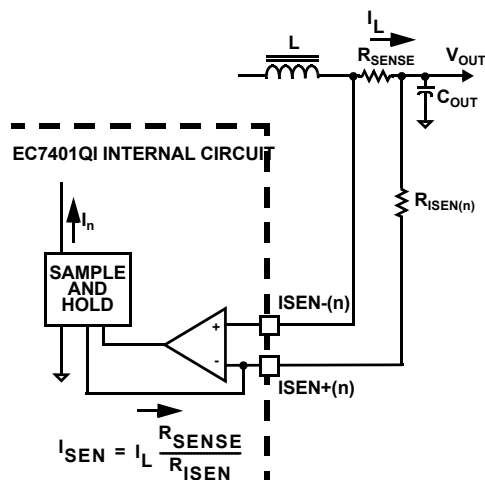 I_L
L
R_SENSE
V_OUT
C_OUT
EC7401QI INTERNAL CIRCUIT
R_ISEN(n)
I_n
SAMPLE
AND
HOLD
ISEN-(n)
+
-
ISEN+(n)
I_SEN = I_L R_SENSE / R_ISEN